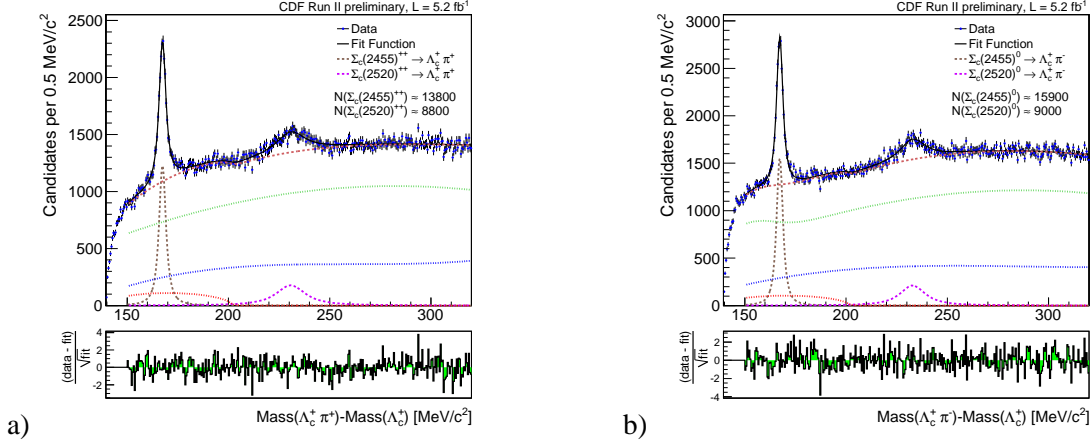 CDF Run II preliminary, L = 5.2 fb⁻¹
Candidates per 0.5 MeV/c²
2500
2000
1500
1000
500
0
Data
Fit Function
Σc(2455)⁺⁺ → Λc⁺ π⁺
Σc(2520)⁺⁺ → Λc⁺ π⁺
N(Σc(2455)⁺⁺) ≈ 13800
N(Σc(2520)⁺⁺) ≈ 8800
150 200 250 300
(data - fit)
√fit
4
2
0
-2
Mass(Λc⁺ π⁺)-Mass(Λc⁺) [MeV/c²]
a)
CDF Run II preliminary, L = 5.2 fb⁻¹
Candidates per 0.5 MeV/c²
3000
2500
2000
1500
1000
500
0
Data
Fit Function
Σc(2455)⁰ → Λc⁺ π⁻
Σc(2520)⁰ → Λc⁺ π⁻
N(Σc(2455)⁰) ≈ 15900
N(Σc(2520)⁰) ≈ 9000
150 200 250 300
(data - fit)
√fit
4
2
0
-2
-4
Mass(Λc⁺ π⁻)-Mass(Λc⁺) [MeV/c²]
b)